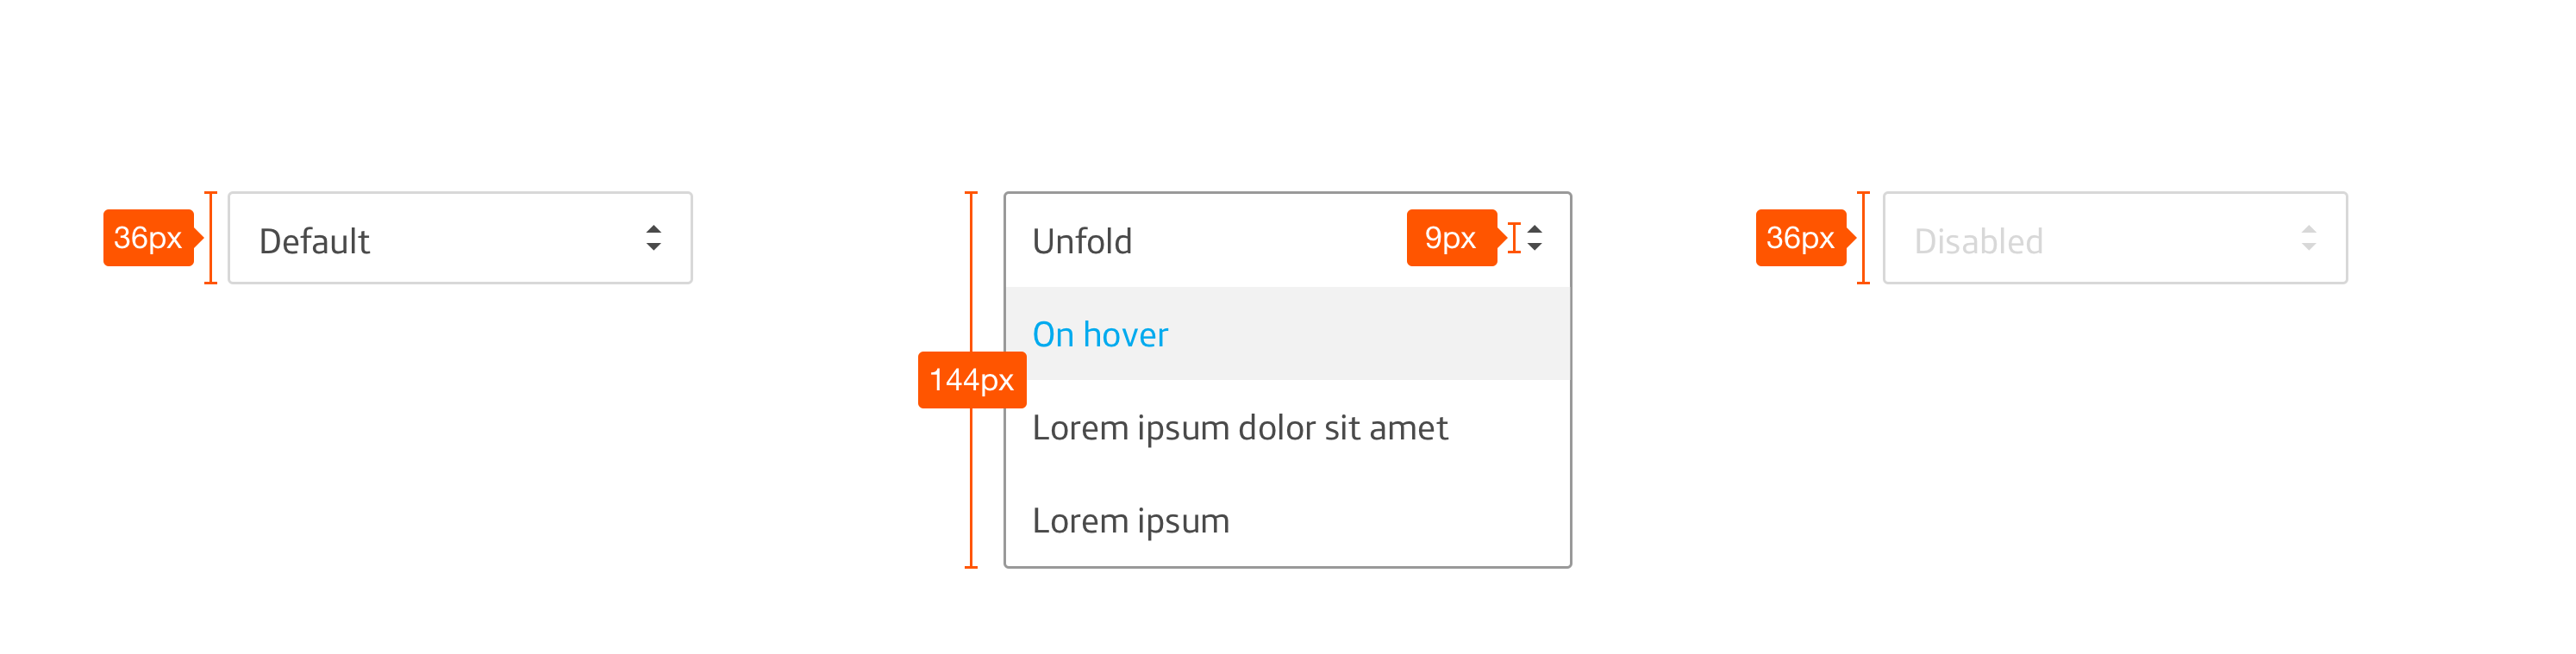 36px
Default
Unfold
9px
On hover
144px
Lorem ipsum dolor sit amet
Lorem ipsum
36px
Disabled